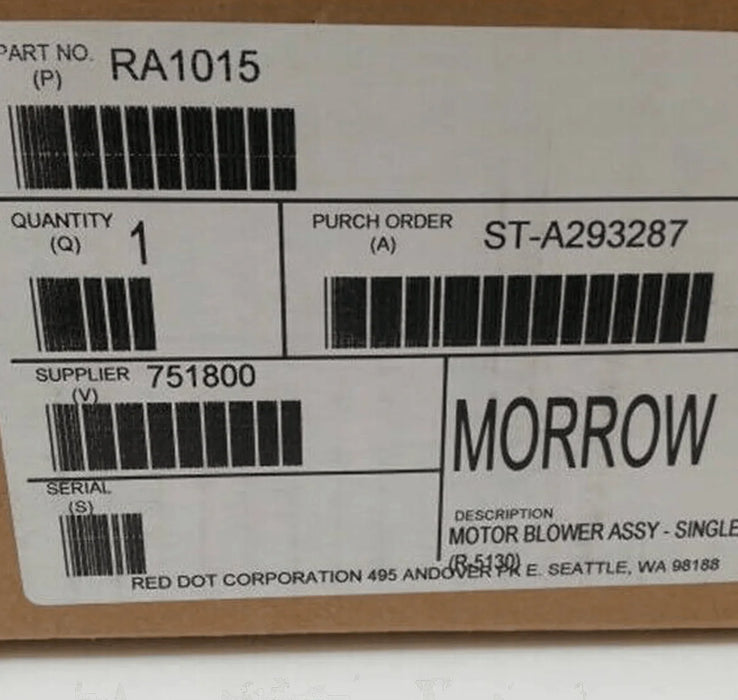 PART NO. RA1015
(P)
QUANTITY 1
(Q)
PURCH ORDER ST-A293287
(A)
SUPPLIER 751800
(V)
MORROW
SERIAL
(S)
DESCRIPTION
MOTOR BLOWER ASSY - SINGLE
(R-5130)
RED DOT CORPORATION 495 ANDOVER PK E. SEATTLE, WA 98188